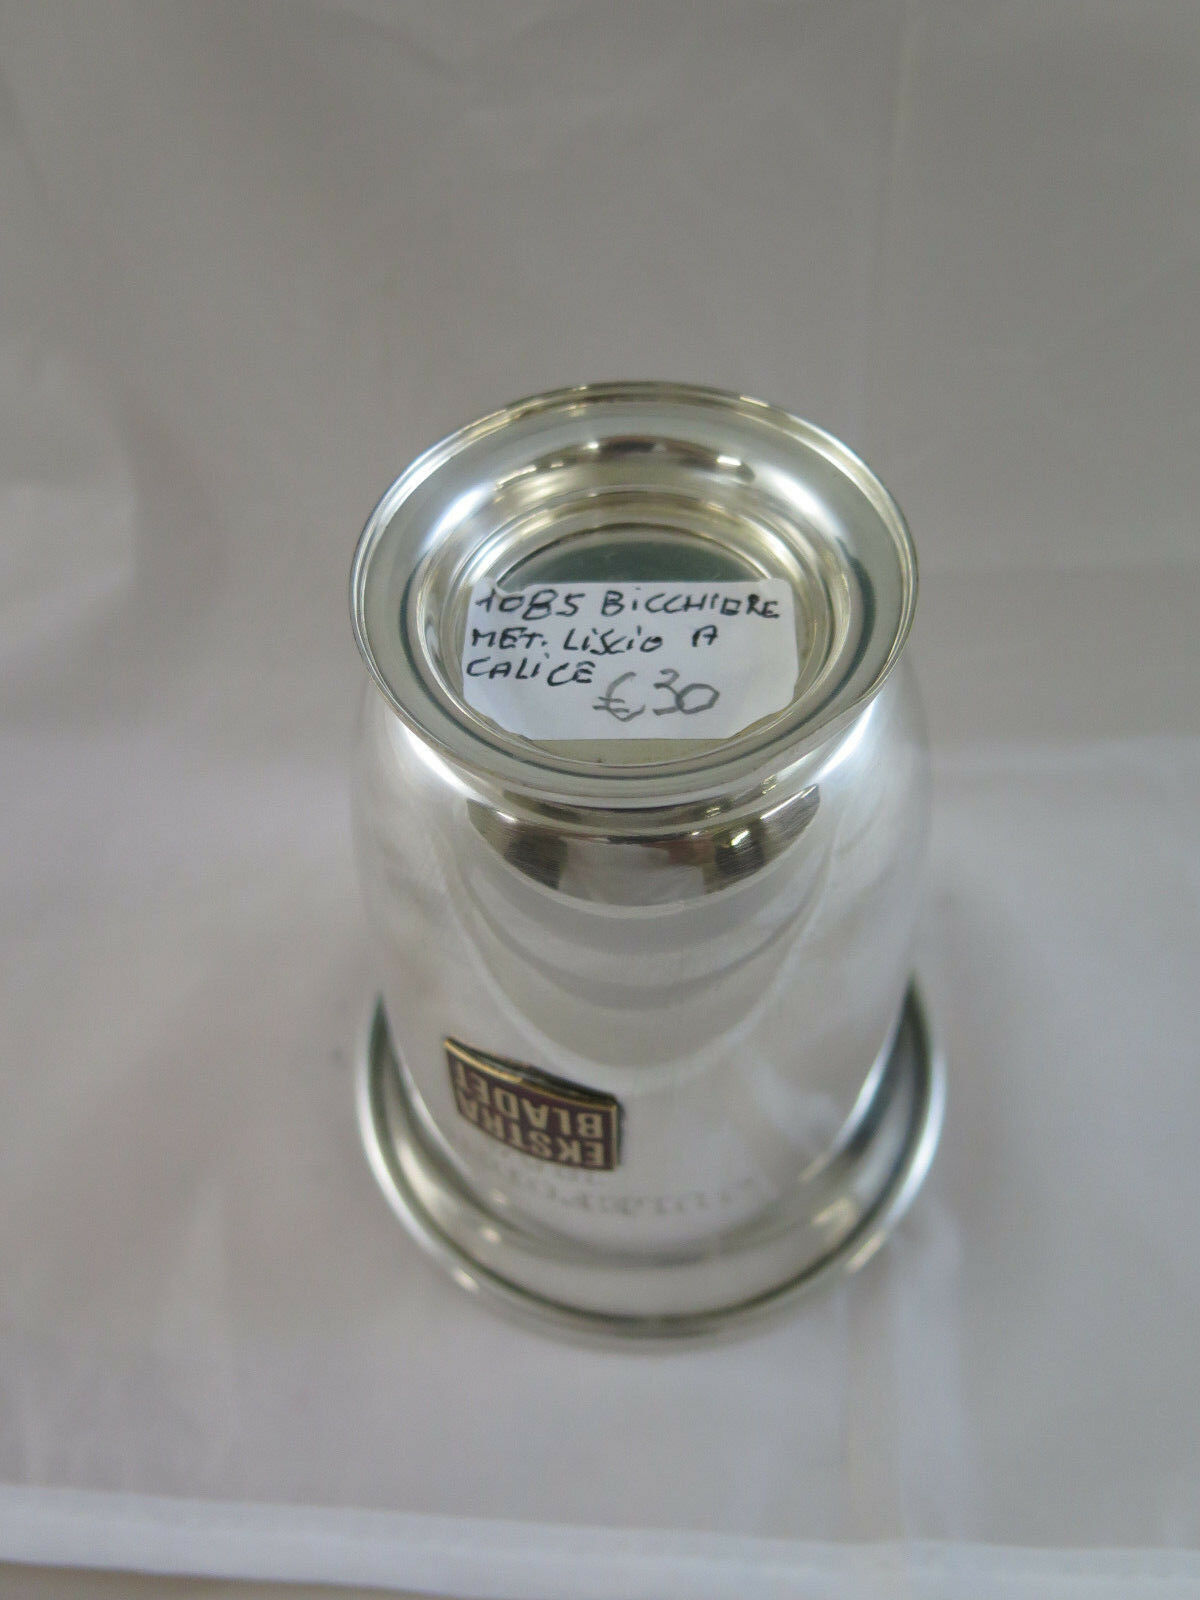 1085 BiCCHIERE
MET. LiSCiO A
CALiCE €30
EKSTRA
BLADET